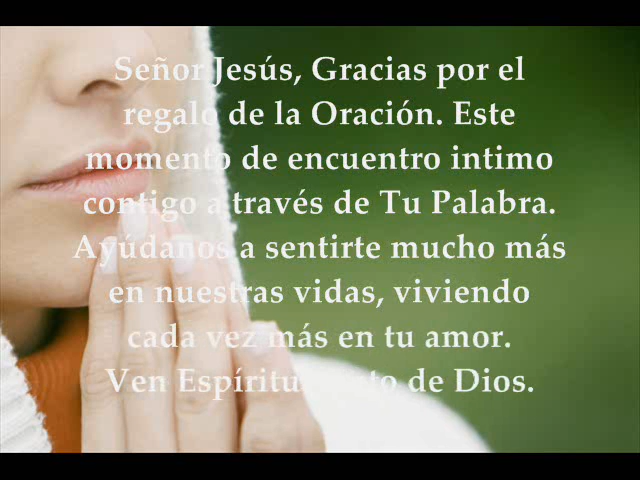 Señor Jesús, Gracias por el
regalo de la Oración. Este
momento de encuentro intimo
contigo a través de Tu Palabra.
Ayúdanos a sentirte mucho más
en nuestras vidas, viviendo
cada vez más en tu amor.
Ven Espíritu Santo de Dios.